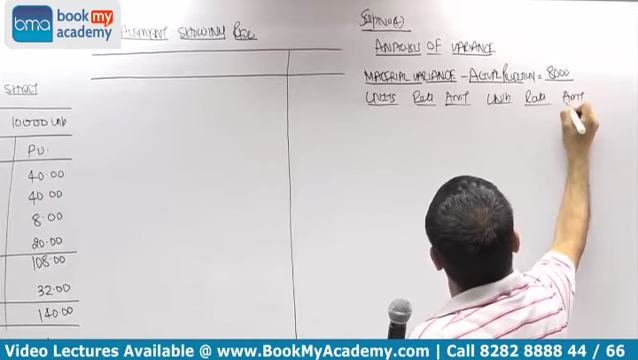 bma
book my
academy
STATEMENT SHOWING REC
SHEET
10000 Units
P.U.
40.00
40.00
8.00
20.00
108.00
32.00
140.00
ANALYSIS OF VARIANCE
MATERIAL VARIANCE - ACTUAL PRODUCTION = 8000
UNITS Rate AMT Units Rate AMT
Video Lectures Available @ www.BookMyAcademy.com | Call 8282 8888 44 / 66